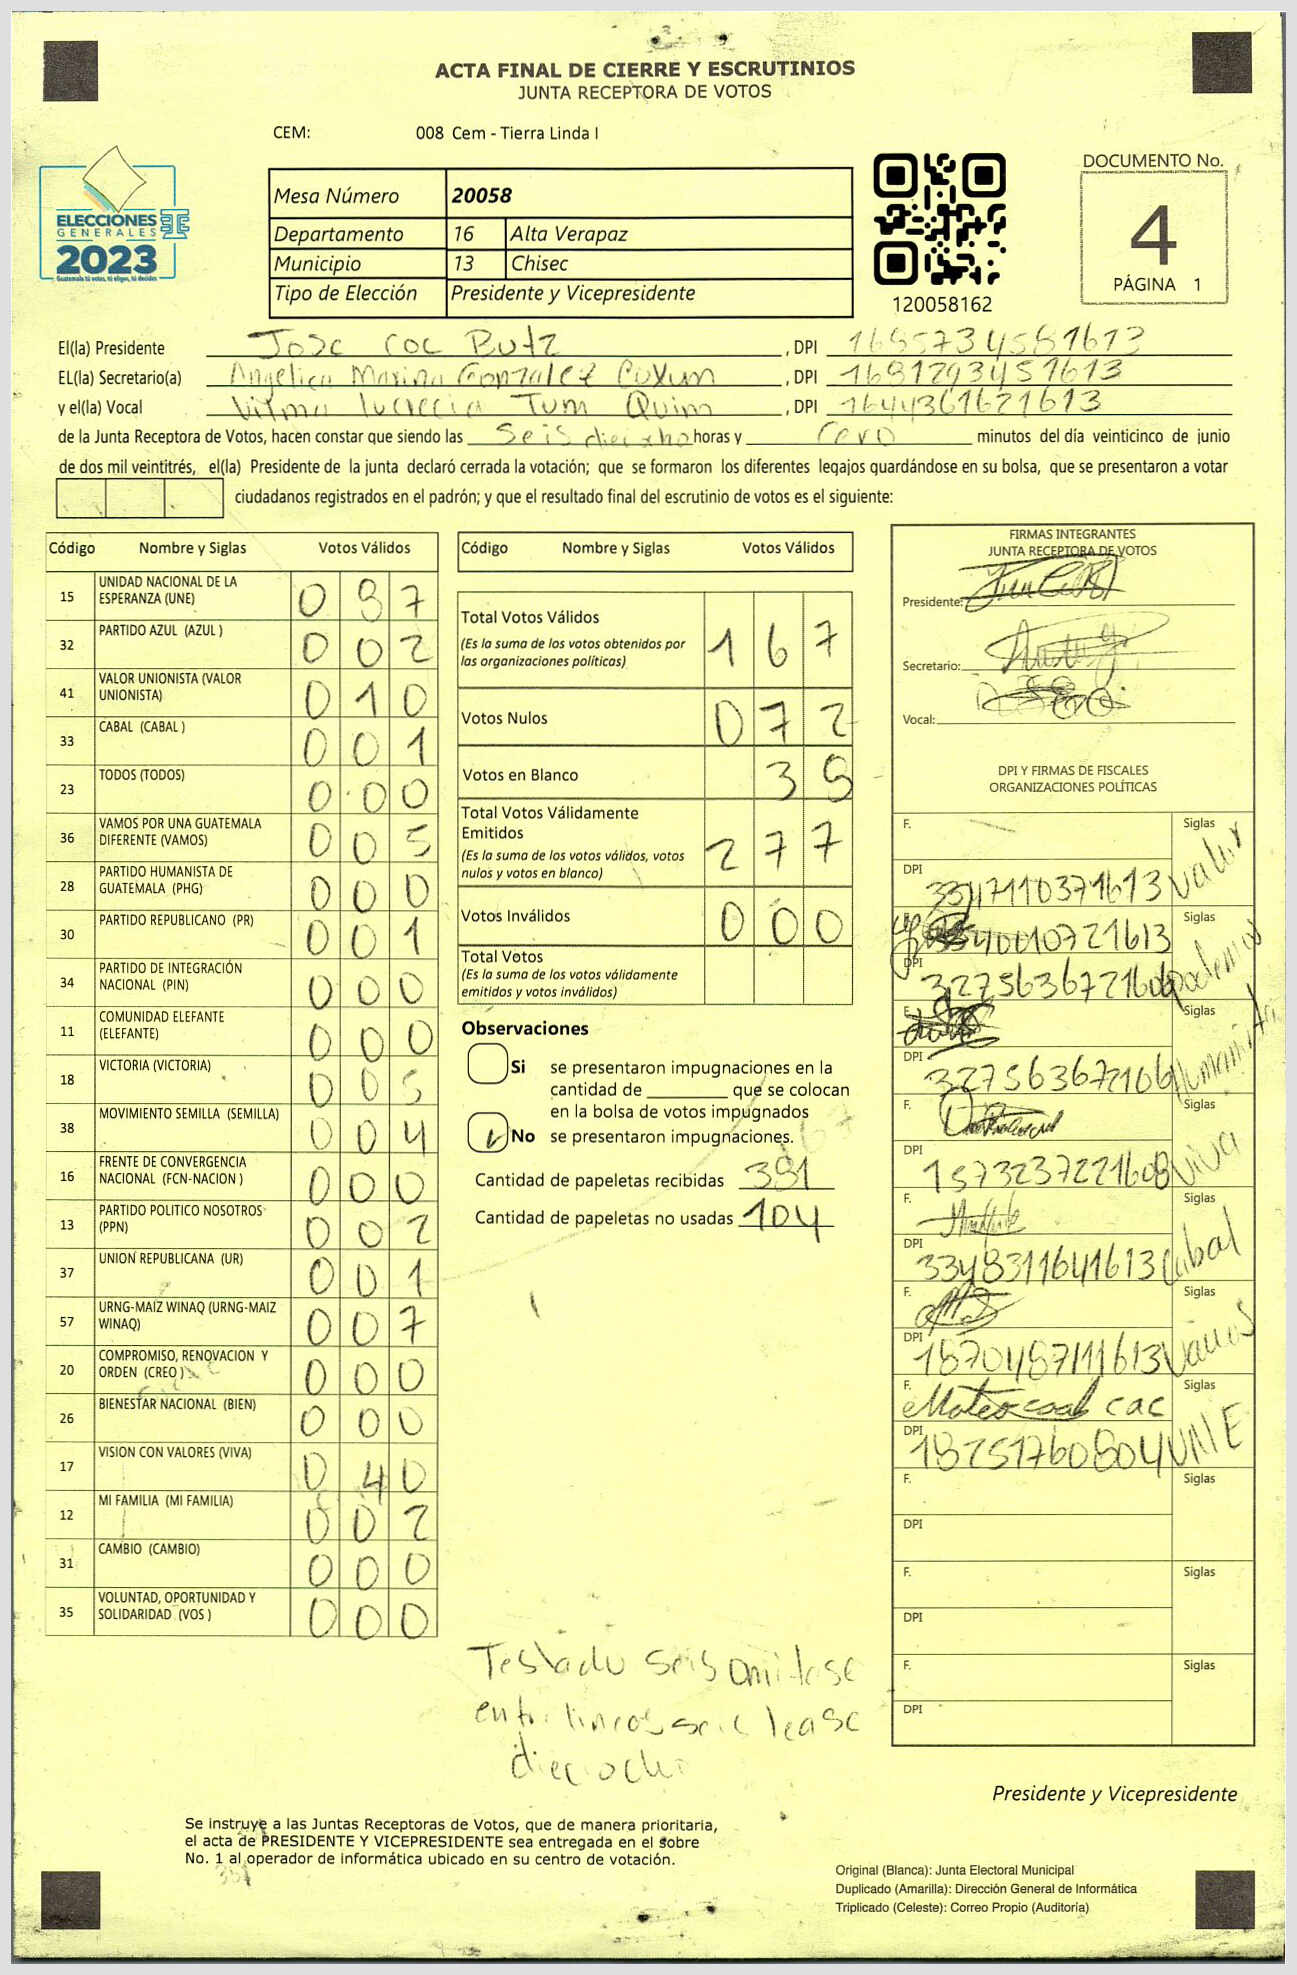 ACTA FINAL DE CIERRE Y ESCRUTINIOS
JUNTA RECEPTORA DE VOTOS
CEM: 008 Cem - Tierra Linda I
ELECCIONES
GENERALES
2023
Guatemala tú votas, tú eliges, tú decides
Mesa Número 20058
Departamento 16 Alta Verapaz
Municipio 13 Chisec
Tipo de Elección Presidente y Vicepresidente
120058162
DOCUMENTO No.
4
PÁGINA 1
El(la) Presidente Jose Coc Butz , DPI
EL(la) Secretario(a) Angelica Marina Gonzalez Cuxum , DPI
y el(la) Vocal Vilma lucrecia Tum Quim , DPI 1644361621613
de la Junta Receptora de Votos, hacen constar que siendo las seis dieciocho horas y cero minutos del día veinticinco de junio
de dos mil veintitrés, el(la) Presidente de la junta declaró cerrada la votación; que se formaron los diferentes legajos quardándose en su bolsa, que se presentaron a votar
ciudadanos registrados en el padrón; y que el resultado final del escrutinio de votos es el siguiente:
Código Nombre y Siglas Votos Válidos
15 UNIDAD NACIONAL DE LA ESPERANZA (UNE) 0 8 7
32 PARTIDO AZUL (AZUL ) 0 0 2
41 VALOR UNIONISTA (VALOR UNIONISTA) 0 1 0
33 CABAL (CABAL ) 0 0 1
23 TODOS (TODOS) 0 0 0
36 VAMOS POR UNA GUATEMALA DIFERENTE (VAMOS) 0 0 5
28 PARTIDO HUMANISTA DE GUATEMALA (PHG) 0 0 0
30 PARTIDO REPUBLICANO (PR) 0 0 1
34 PARTIDO DE INTEGRACIÓN NACIONAL (PIN) 0 0 0
11 COMUNIDAD ELEFANTE (ELEFANTE) 0 0 0
18 VICTORIA (VICTORIA) 0 0 5
38 MOVIMIENTO SEMILLA (SEMILLA) 0 0 4
16 FRENTE DE CONVERGENCIA NACIONAL (FCN-NACION ) 0 0 0
13 PARTIDO POLITICO NOSOTROS (PPN) 0 0 2
37 UNION REPUBLICANA (UR) 0 0 1
57 URNG-MAIZ WINAQ (URNG-MAIZ WINAQ) 0 0 7
20 COMPROMISO, RENOVACION Y ORDEN (CREO ) 0 0 0
26 BIENESTAR NACIONAL (BIEN) 0 0 0
17 VISION CON VALORES (VIVA) 0 4 0
12 MI FAMILIA (MI FAMILIA) 0 0 2
31 CAMBIO (CAMBIO) 0 0 0
35 VOLUNTAD, OPORTUNIDAD Y SOLIDARIDAD (VOS ) 0 0 0
Código Nombre y Siglas Votos Válidos
Total Votos Válidos 1 6 7
(Es la suma de los votos obtenidos por
las organizaciones políticas)
Votos Nulos 0 7 2
Votos en Blanco 3 8
Total Votos Válidamente
Emitidos 2 7 7
(Es la suma de los votos válidos, votos
nulos y votos en blanco)
Votos Inválidos 0 0 0
Total Votos
(Es la suma de los votos válidamente
emitidos y votos inválidos)
Observaciones
Si se presentaron impugnaciones en la
cantidad de ________ que se colocan
en la bolsa de votos impugnados
No se presentaron impugnaciones.
Cantidad de papeletas recibidas 381
Cantidad de papeletas no usadas 104
Teslado seis omitase
entre lineas seis lease
dieciocho
FIRMAS INTEGRANTES
JUNTA RECEPTORA DE VOTOS
Presidente:
Secretario:
Vocal:
DPI Y FIRMAS DE FISCALES
ORGANIZACIONES POLÍTICAS
F. Siglas
DPI 3347110371613 Valor
Siglas
DPI Podemos
F. Siglas
DPI Humanista
F. Siglas
DPI 1573237221608 Viva
F. Siglas
DPI 3348311641613 Cabal
F. Siglas
DPI Vamos
F. Mateo caal cac Siglas
DPI UNE
F. Siglas
DPI
F. Siglas
DPI
F. Siglas
DPI
Presidente y Vicepresidente
Se instruye a las Juntas Receptoras de Votos, que de manera prioritaria,
el acta de PRESIDENTE Y VICEPRESIDENTE sea entregada en el sobre
No. 1 al operador de informática ubicado en su centro de votación.
Original (Blanca): Junta Electoral Municipal
Duplicado (Amarilla): Dirección General de Informática
Triplicado (Celeste): Correo Propio (Auditoría)